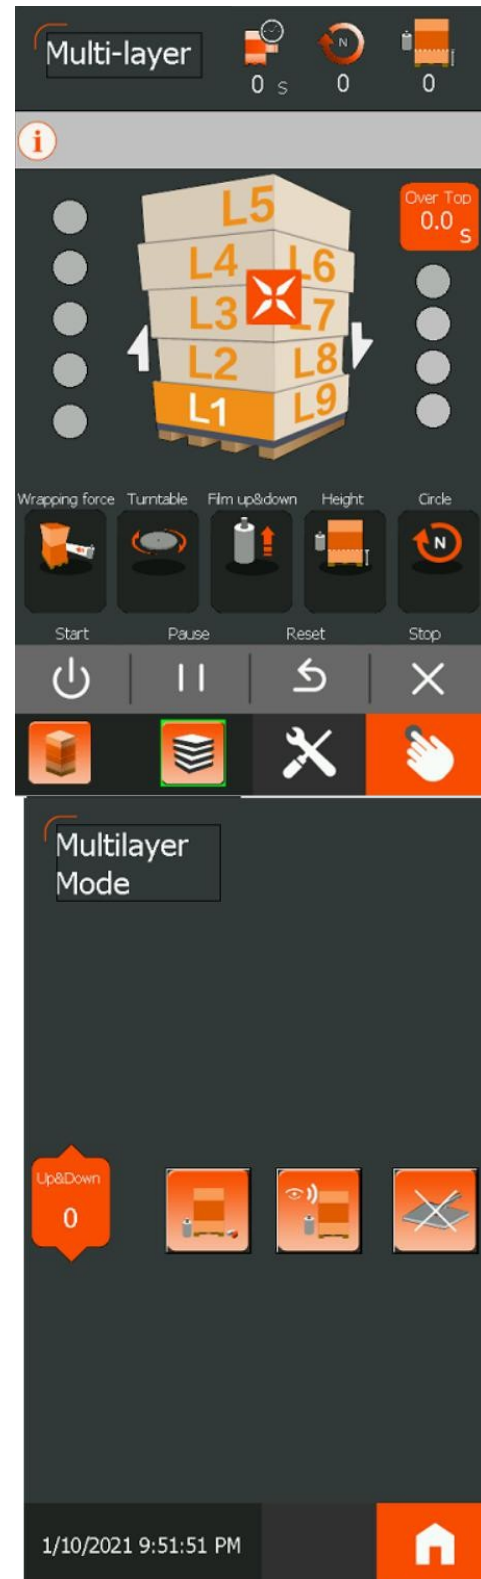 Multi-layer
N
0 s
0
0
i
Over Top
0.0
s
L5
L4
L6
L3
L7
L2
L8
L1
L9
Wrapping force
Turntable
Film up&down
Height
Circle
N
Start
Pause
Reset
Stop
Multilayer
Mode
Up&Down
0
1/10/2021 9:51:51 PM